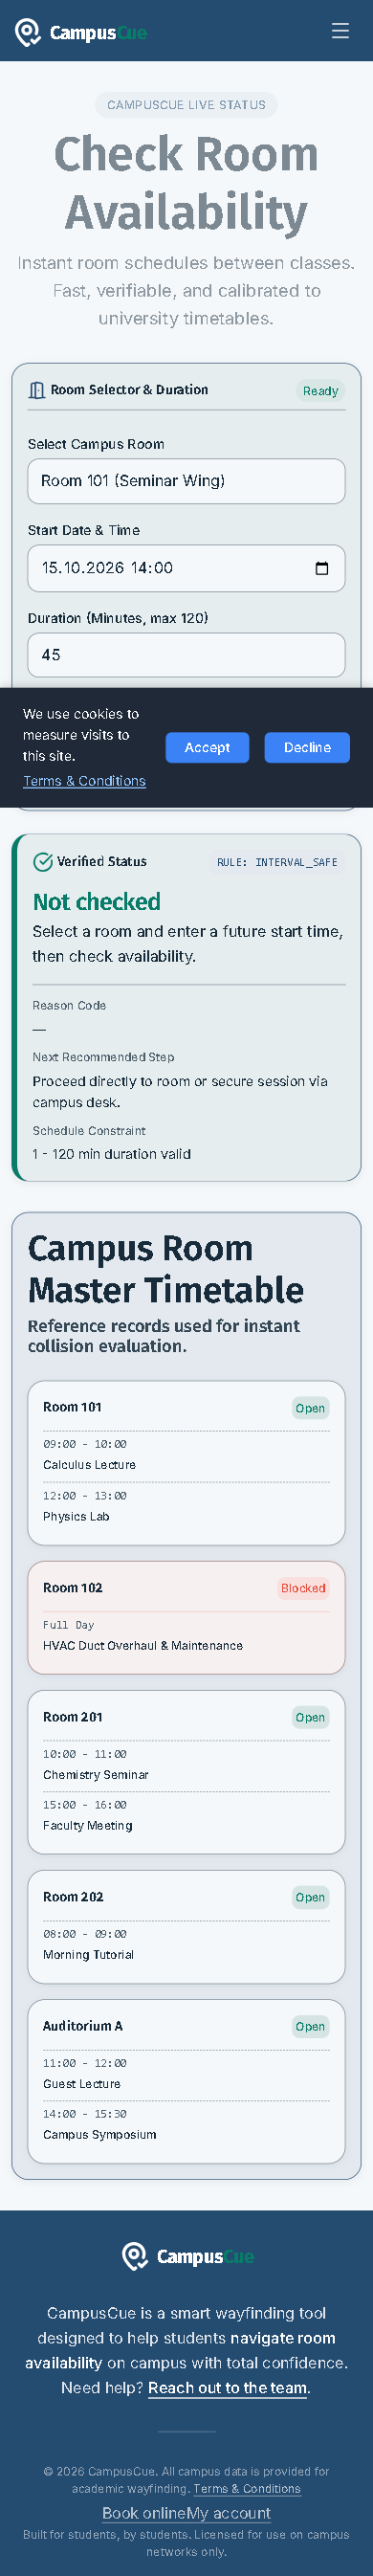 CampusCue
CAMPUSCUE LIVE STATUS
Check Room
Availability
Instant room schedules between classes.
Fast, verifiable, and calibrated to
university timetables.
Room Selector & Duration
Ready
Select Campus Room
Room 101 (Seminar Wing)
Start Date & Time
15.10.2026 14:00
Duration (Minutes, max 120)
45
We use cookies to
measure visits to
this site.
Terms & Conditions
Accept
Decline
Verified Status
RULE: INTERVAL_SAFE
Not checked
Select a room and enter a future start time,
then check availability.
Reason Code
—
Next Recommended Step
Proceed directly to room or secure session via
campus desk.
Schedule Constraint
1 - 120 min duration valid
Campus Room
Master Timetable
Reference records used for instant
collision evaluation.
Room 101
Open
09:00 - 10:00
Calculus Lecture
12:00 - 13:00
Physics Lab
Room 102
Blocked
Full Day
HVAC Duct Overhaul & Maintenance
Room 201
Open
10:00 - 11:00
Chemistry Seminar
15:00 - 16:00
Faculty Meeting
Room 202
Open
08:00 - 09:00
Morning Tutorial
Auditorium A
Open
11:00 - 12:00
Guest Lecture
14:00 - 15:30
Campus Symposium
CampusCue
CampusCue is a smart wayfinding tool
designed to help students navigate room
availability on campus with total confidence.
Need help? Reach out to the team.
© 2026 CampusCue. All campus data is provided for
academic wayfinding. Terms & Conditions
Book onlineMy account
Built for students, by students. Licensed for use on campus
networks only.